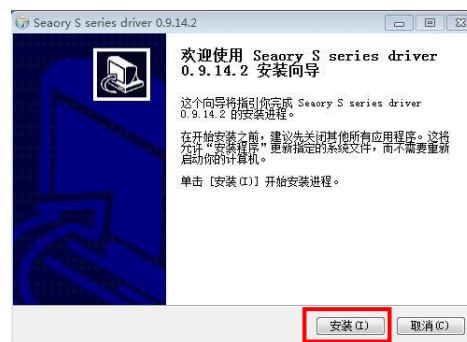 Seaory S series driver 0.9.14.2
欢迎使用 Seaory S series driver
0.9.14.2 安装向导
这个向导将指引你完成 Seaory S series driver
0.9.14.2 的安装进程。
在开始安装之前，建议先关闭其他所有应用程序。这将
允许“安装程序”更新指定的系统文件，而不需要重新
启动你的计算机。
单击 [安装(I)] 开始安装进程。
安装(I) 取消(C)